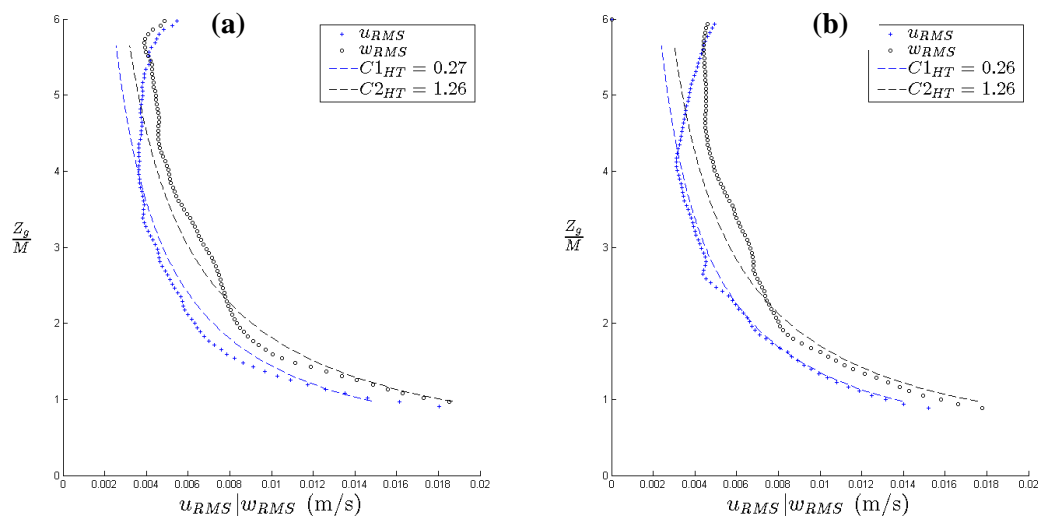 (a)
u_RMS
w_RMS
C1_HT = 0.27
C2_HT = 1.26
6
5
4
3
2
1
0
Z_g/M
0 0.002 0.004 0.006 0.008 0.01 0.012 0.014 0.016 0.018 0.02
u_RMS|w_RMS (m/s)
(b)
u_RMS
w_RMS
C1_HT = 0.26
C2_HT = 1.26
6
5
4
3
2
1
0
Z_g/M
0 0.002 0.004 0.006 0.008 0.01 0.012 0.014 0.016 0.018 0.02
u_RMS|w_RMS (m/s)